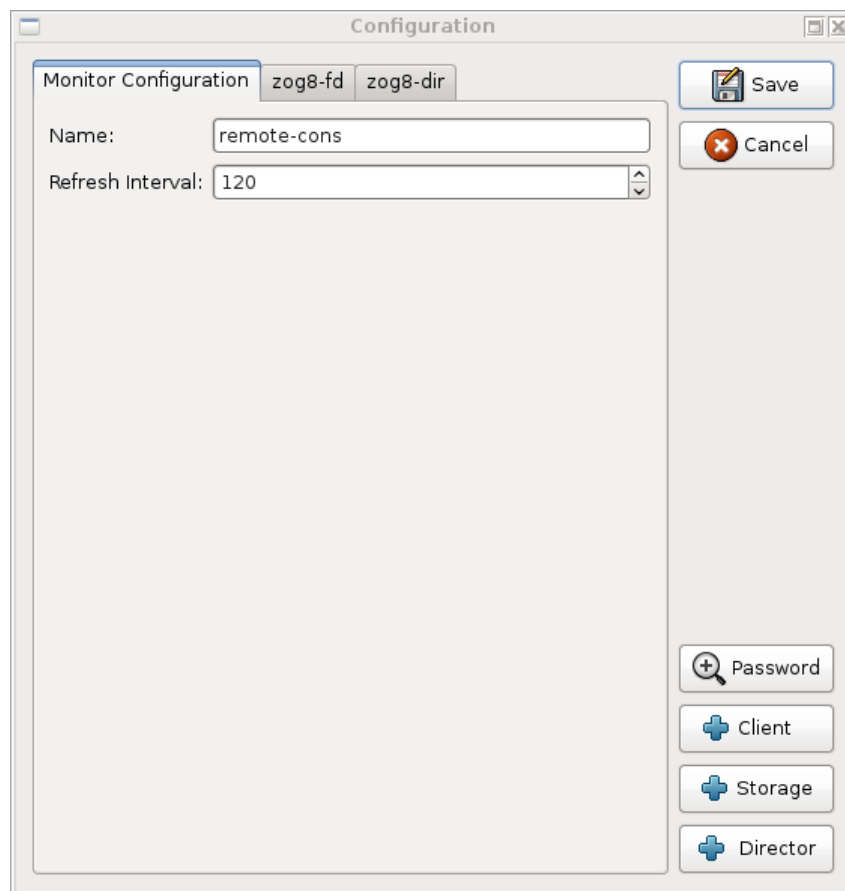 Configuration
Monitor Configuration zog8-fd zog8-dir
Save
Name: remote-cons
Cancel
Refresh Interval: 120
Password
Client
Storage
Director